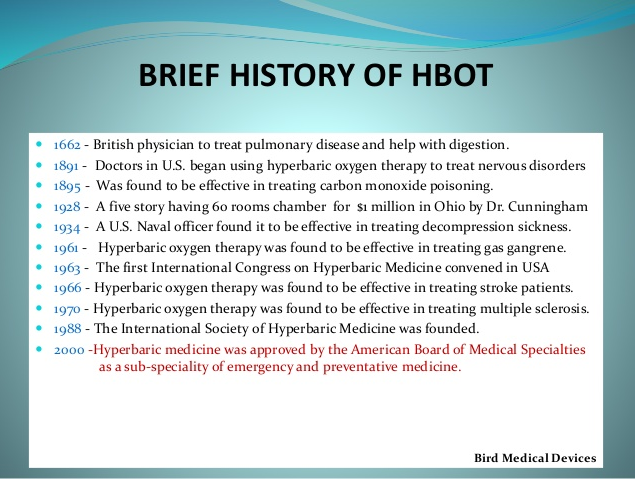 BRIEF HISTORY OF HBOT
1662 - British physician to treat pulmonary disease and help with digestion.
1891 - Doctors in U.S. began using hyperbaric oxygen therapy to treat nervous disorders
1895 - Was found to be effective in treating carbon monoxide poisoning.
1928 - A five story having 60 rooms chamber for $1 million in Ohio by Dr. Cunningham
1934 - A U.S. Naval officer found it to be effective in treating decompression sickness.
1961 - Hyperbaric oxygen therapy was found to be effective in treating gas gangrene.
1963 - The first International Congress on Hyperbaric Medicine convened in USA
1966 - Hyperbaric oxygen therapy was found to be effective in treating stroke patients.
1970 - Hyperbaric oxygen therapy was found to be effective in treating multiple sclerosis.
1988 - The International Society of Hyperbaric Medicine was founded.
2000 -Hyperbaric medicine was approved by the American Board of Medical Specialties
as a sub-speciality of emergency and preventative medicine.
Bird Medical Devices